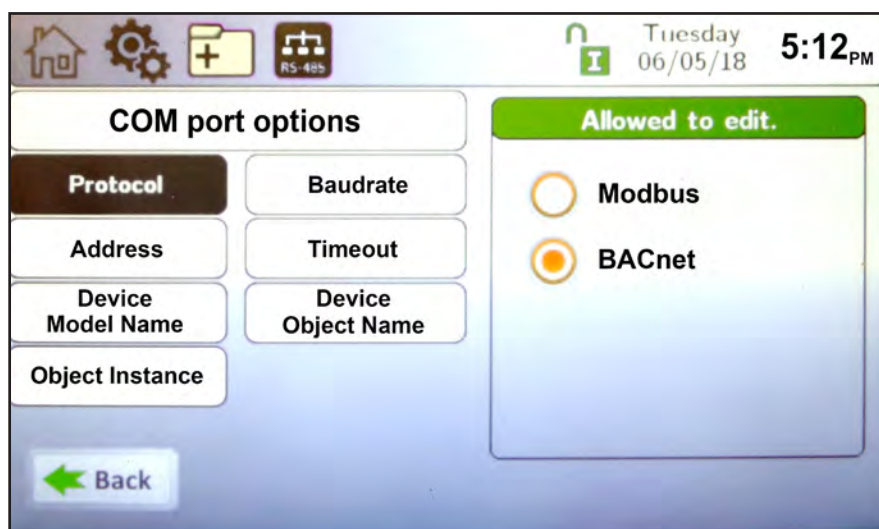 RS-485
I
Tuesday
06/05/18
5:12PM
COM port options
Allowed to edit.
Protocol
Baudrate
Modbus
Address
Timeout
BACnet
Device
Model Name
Device
Object Name
Object Instance
Back